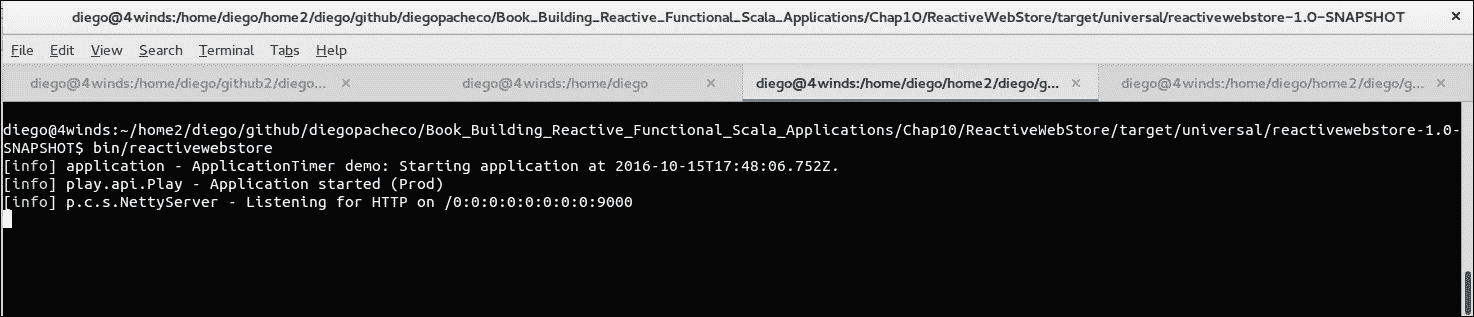 diego@4winds:/home/diego/home2/diego/github/diegopacheco/Book_Building_Reactive_Functional_Scala_Applications/Chap10/ReactiveWebStore/target/universal/reactivewebstore-1.0-SNAPSHOT ×
File Edit View Search Terminal Tabs Help
diego@4winds:/home/diego/github2/diego... × diego@4winds:/home/diego × diego@4winds:/home/diego/home2/diego/g... × diego@4winds:/home/diego/home2/diego/g... ×
diego@4winds:~/home2/diego/github/diegopacheco/Book_Building_Reactive_Functional_Scala_Applications/Chap10/ReactiveWebStore/target/universal/reactivewebstore-1.0-
SNAPSHOT$ bin/reactivewebstore
[info] application - ApplicationTimer demo: Starting application at 2016-10-15T17:48:06.752Z.
[info] play.api.Play - Application started (Prod)
[info] p.c.s.NettyServer - Listening for HTTP on /0:0:0:0:0:0:0:0:9000